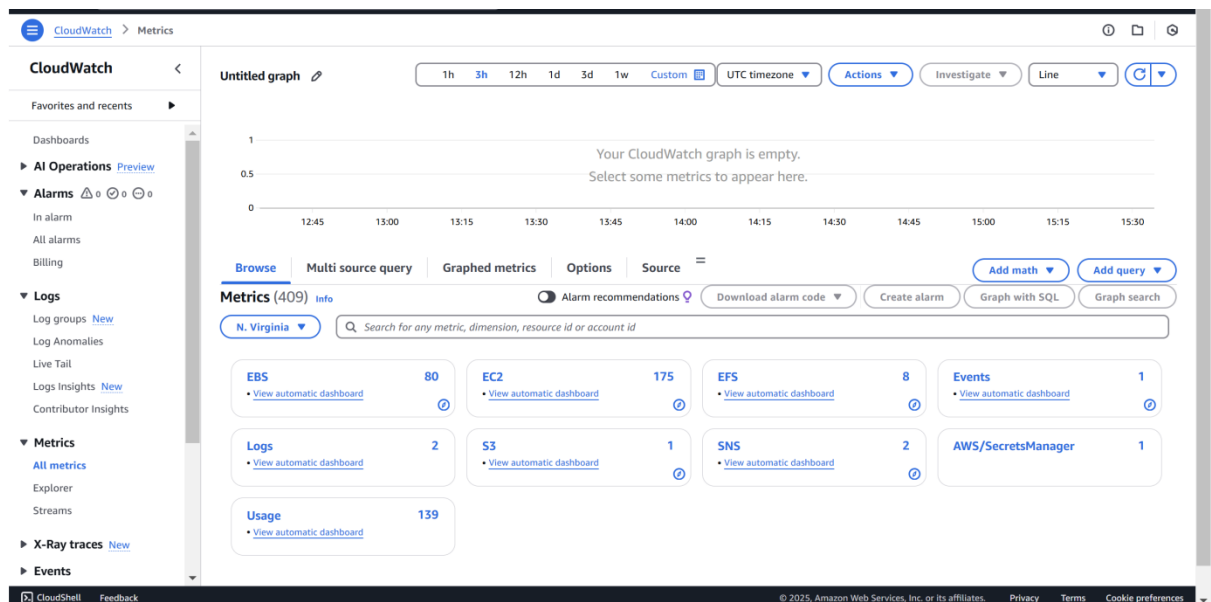 CloudWatch > Metrics
CloudWatch
Favorites and recents
Dashboards
AI Operations Preview
Alarms 0 0 0
In alarm
All alarms
Billing
Logs
Log groups New
Log Anomalies
Live Tail
Logs Insights New
Contributor Insights
Metrics
All metrics
Explorer
Streams
X-Ray traces New
Events
Untitled graph
1h 3h 12h 1d 3d 1w Custom UTC timezone Actions Investigate Line
1
0.5
0
Your CloudWatch graph is empty.
Select some metrics to appear here.
12:45 13:00 13:15 13:30 13:45 14:00 14:15 14:30 14:45 15:00 15:15 15:30
Browse Multi source query Graphed metrics Options Source Add math Add query
Metrics (409) Info Alarm recommendations Download alarm code Create alarm Graph with SQL Graph search
N. Virginia Search for any metric, dimension, resource id or account id
EBS 80
• View automatic dashboard
EC2 175
• View automatic dashboard
EFS 8
• View automatic dashboard
Events 1
• View automatic dashboard
Logs 2
• View automatic dashboard
S3 1
• View automatic dashboard
SNS 2
• View automatic dashboard
AWS/SecretsManager 1
Usage 139
• View automatic dashboard
CloudShell Feedback © 2025, Amazon Web Services, Inc. or its affiliates. Privacy Terms Cookie preferences